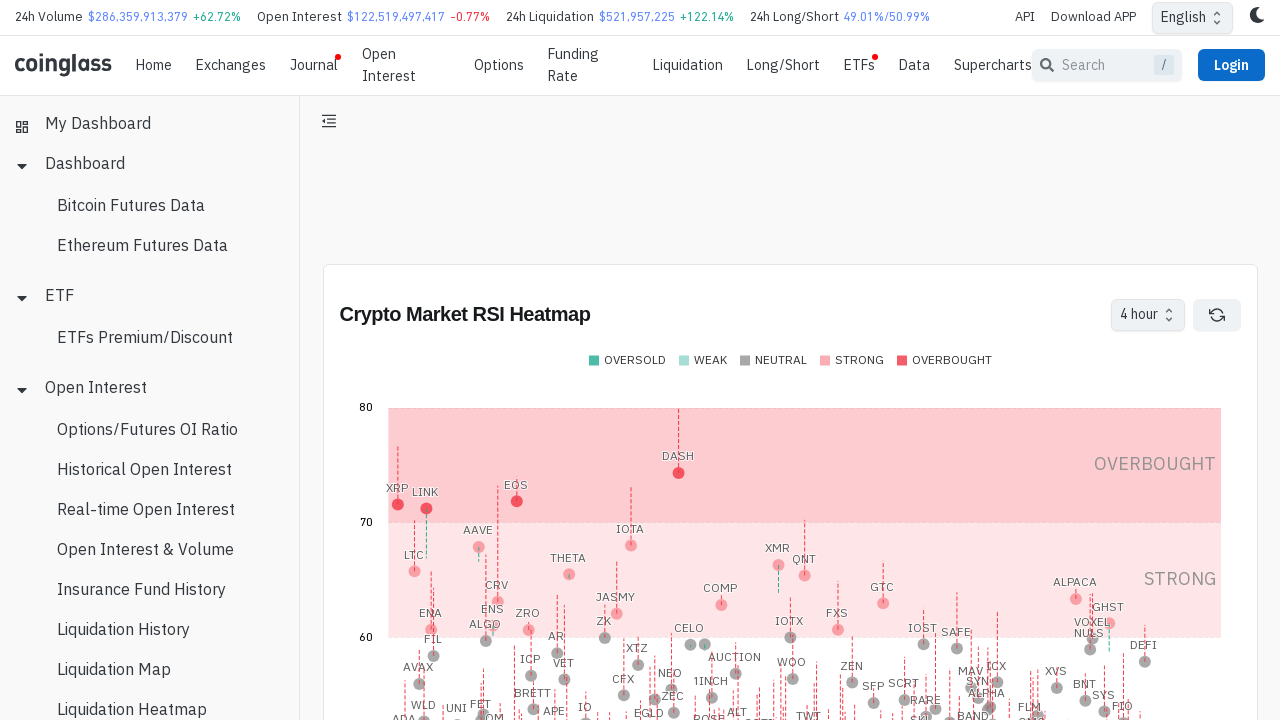 24h Volume $286,359,913,379 +62.72% Open Interest $122,519,497,417 -0.77% 24h Liquidation $521,957,225 +122.14% 24h Long/Short 49.01%/50.99% API Download APP English
coinglass Home Exchanges Journal Open Interest Options Funding Rate Liquidation Long/Short ETFs Data Supercharts Search / Login
My Dashboard
Dashboard
Bitcoin Futures Data
Ethereum Futures Data
ETF
ETFs Premium/Discount
Open Interest
Options/Futures OI Ratio
Historical Open Interest
Real-time Open Interest
Open Interest & Volume
Insurance Fund History
Liquidation History
Liquidation Map
Liquidation Heatmap
Crypto Market RSI Heatmap 4 hour
OVERSOLD WEAK NEUTRAL STRONG OVERBOUGHT
80
DASH
OVERBOUGHT
XRP LINK EOS
70
AAVE IOTA
LTC THETA XMR QNT
STRONG
CRV COMP GTC ALPACA
JASMY
ENA ENS ZRO FXS GHST
ALGO ZK CELO IOTX IOST SAFE VOXEL
NULS
60
FIL AR XTZ DEFI
AVAX ICP VET AUCTION WOO ZEN MAV ICX XVS
CFX NEO 1INCH SFP SCRT SYN BNT
BRETT ZEC RARE ALPHA SYS
WLD UNI FET APE IO EGLD ALT FLM FIO
TWT BAND